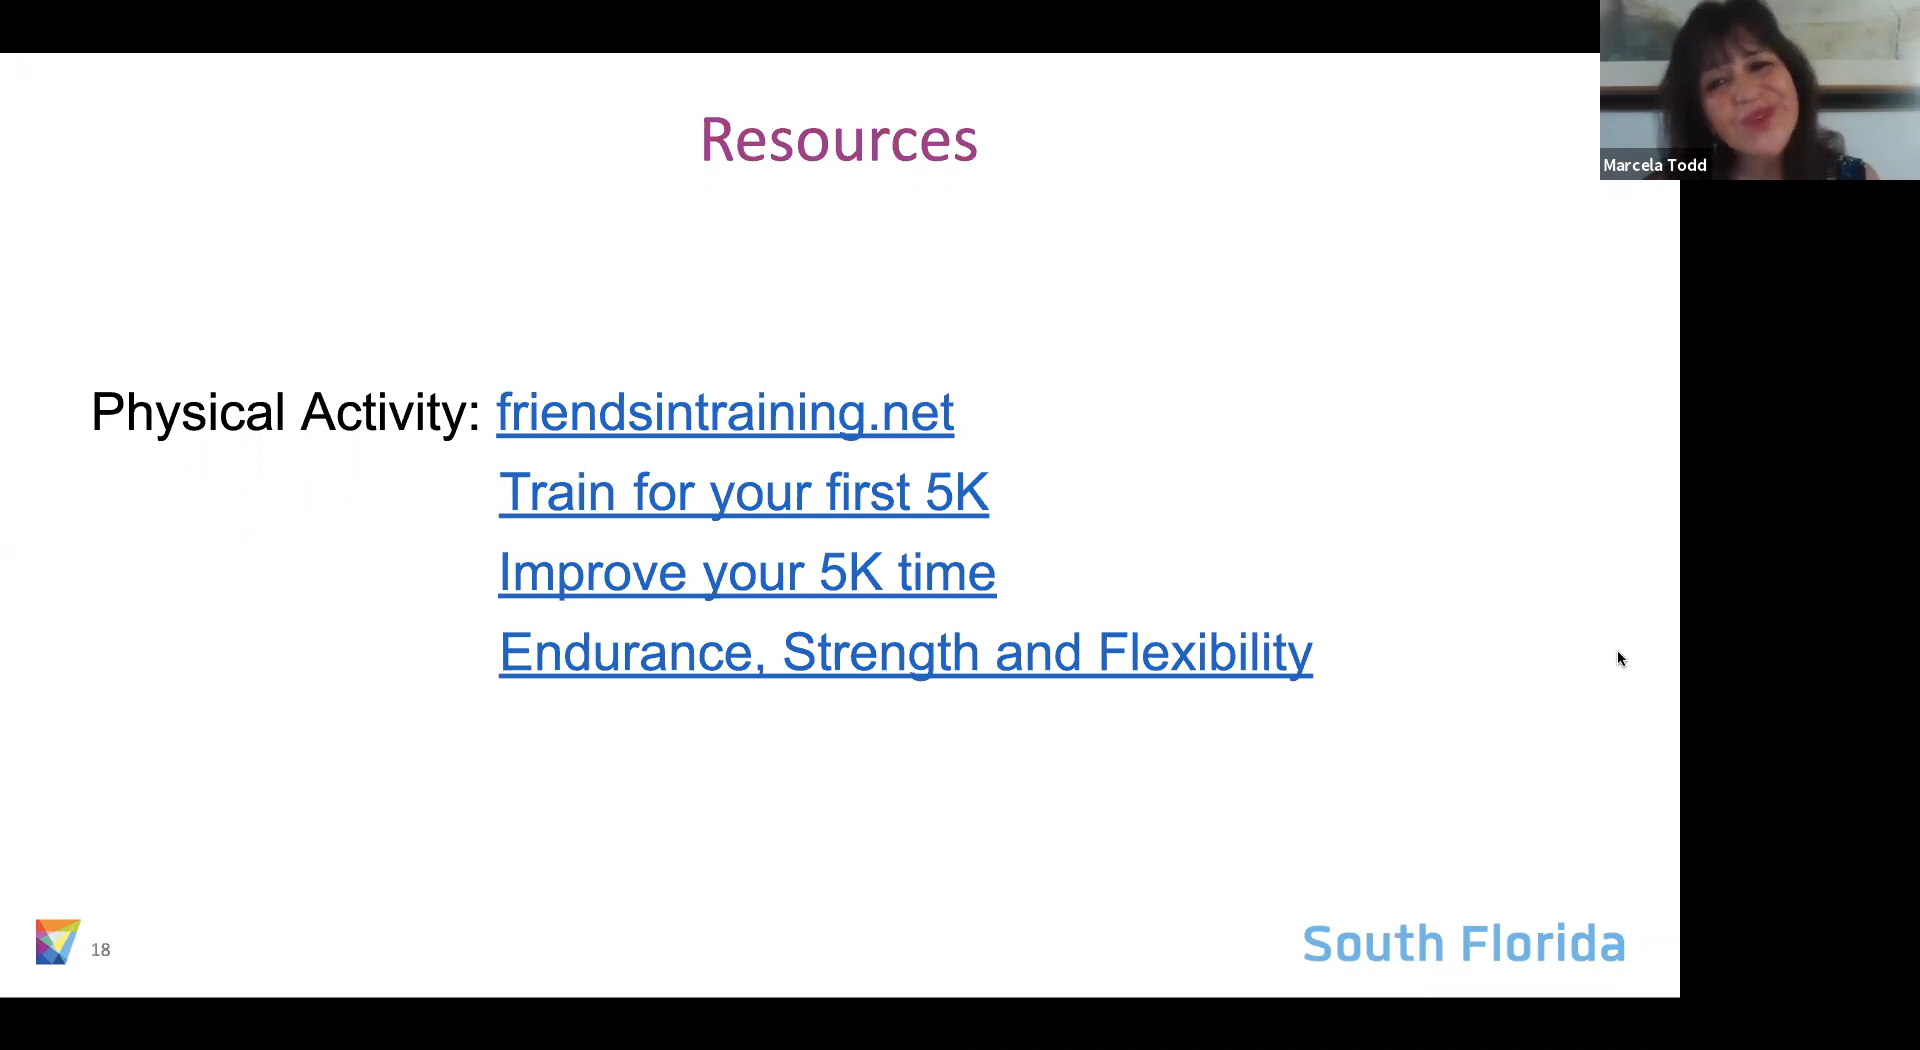 Resources
Marcela Todd
Physical Activity: friendsintraining.net
Train for your first 5K
Improve your 5K time
Endurance, Strength and Flexibility
18
South Florida